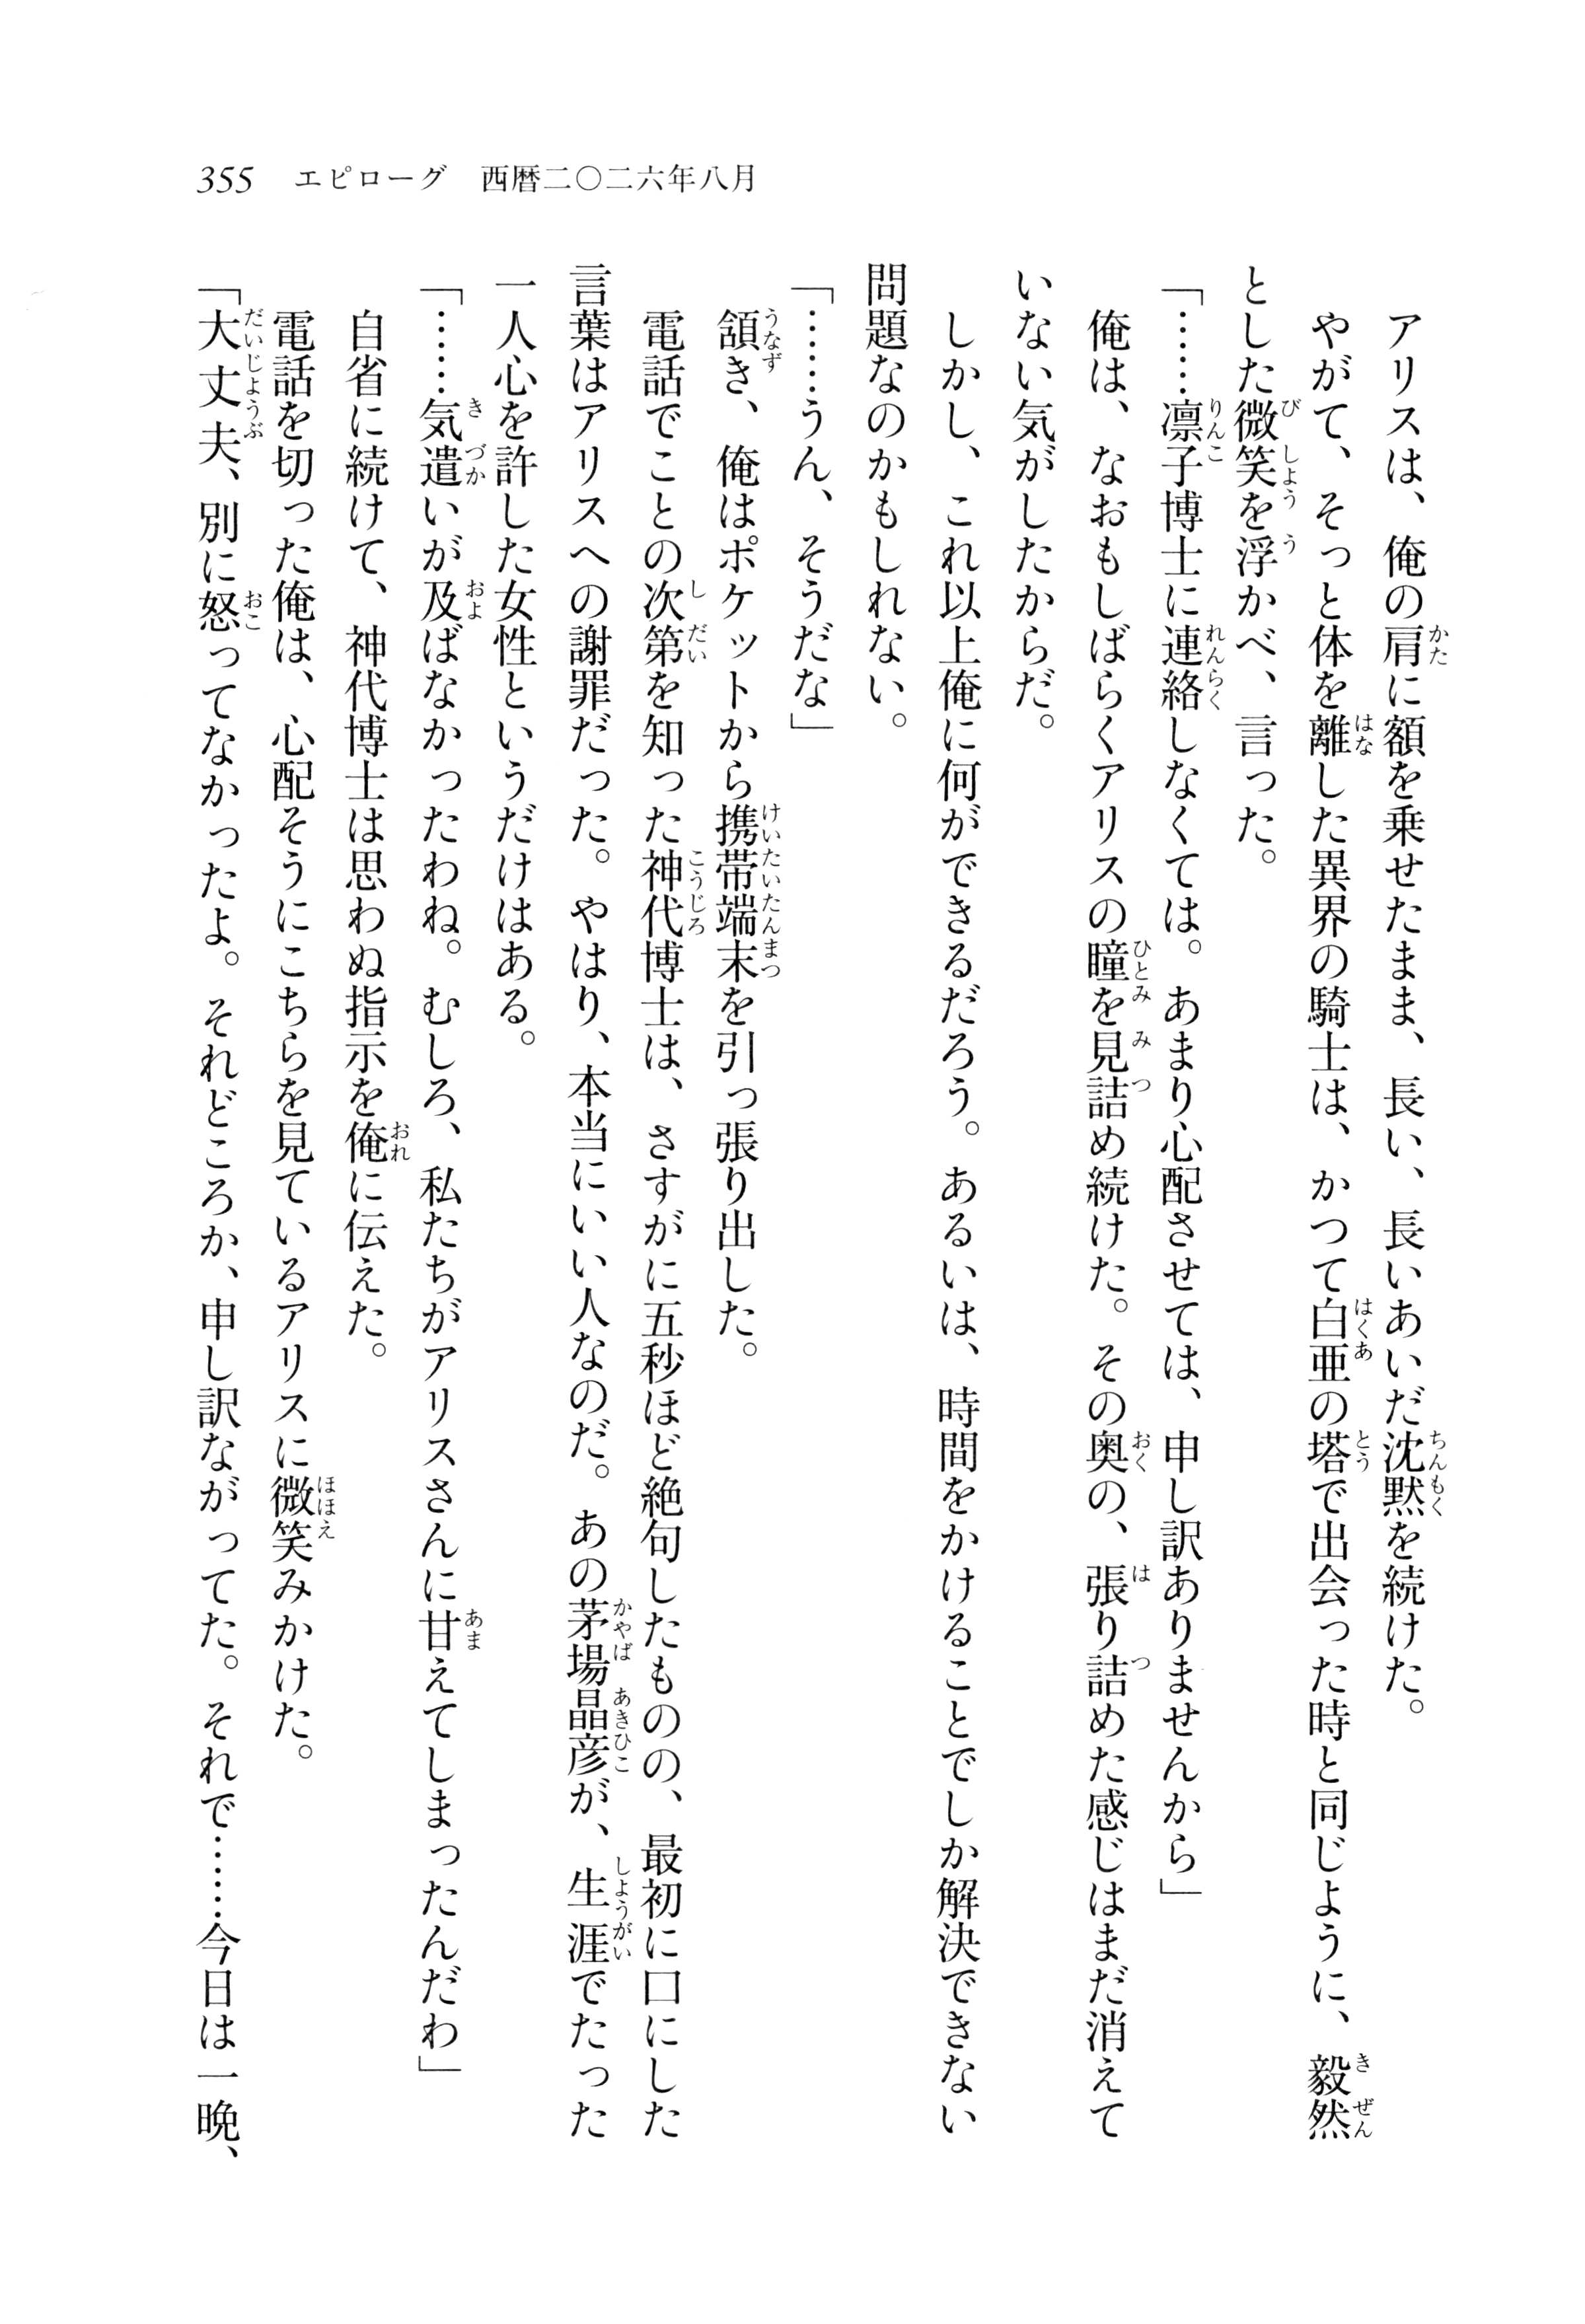 355 エピローグ 西暦二〇二六年八月
アリスは、俺の肩に額を乗せたまま、長い、長いあいだ沈黙を続けた。
やがて、そっと体を離した異界の騎士は、かつて白亜の塔で出会った時と同じように、毅然
とした微笑を浮かべ、言った。
「……凛子博士に連絡しなくては。あまり心配させては、申し訳ありませんから」
俺は、なおもしばらくアリスの瞳を見詰め続けた。その奥の、張り詰めた感じはまだ消えて
いない気がしたからだ。
しかし、これ以上俺に何ができるだろう。あるいは、時間をかけることでしか解決できない
問題なのかもしれない。
「……うん、そうだな」
頷き、俺はポケットから携帯端末を引っ張り出した。
電話でことの次第を知った神代博士は、さすがに五秒ほど絶句したものの、最初に口にした
言葉はアリスへの謝罪だった。やはり、本当にいい人なのだ。あの茅場晶彦が、生涯でたった
一人心を許した女性というだけはある。
「……気遣いが及ばなかったわね。むしろ、私たちがアリスさんに甘えてしまったんだわ」
自省に続けて、神代博士は思わぬ指示を俺に伝えた。
電話を切った俺は、心配そうにこちらを見ているアリスに微笑みかけた。
「大丈夫、別に怒ってなかったよ。それどころか、申し訳ながってた。それで……今日は一晩、